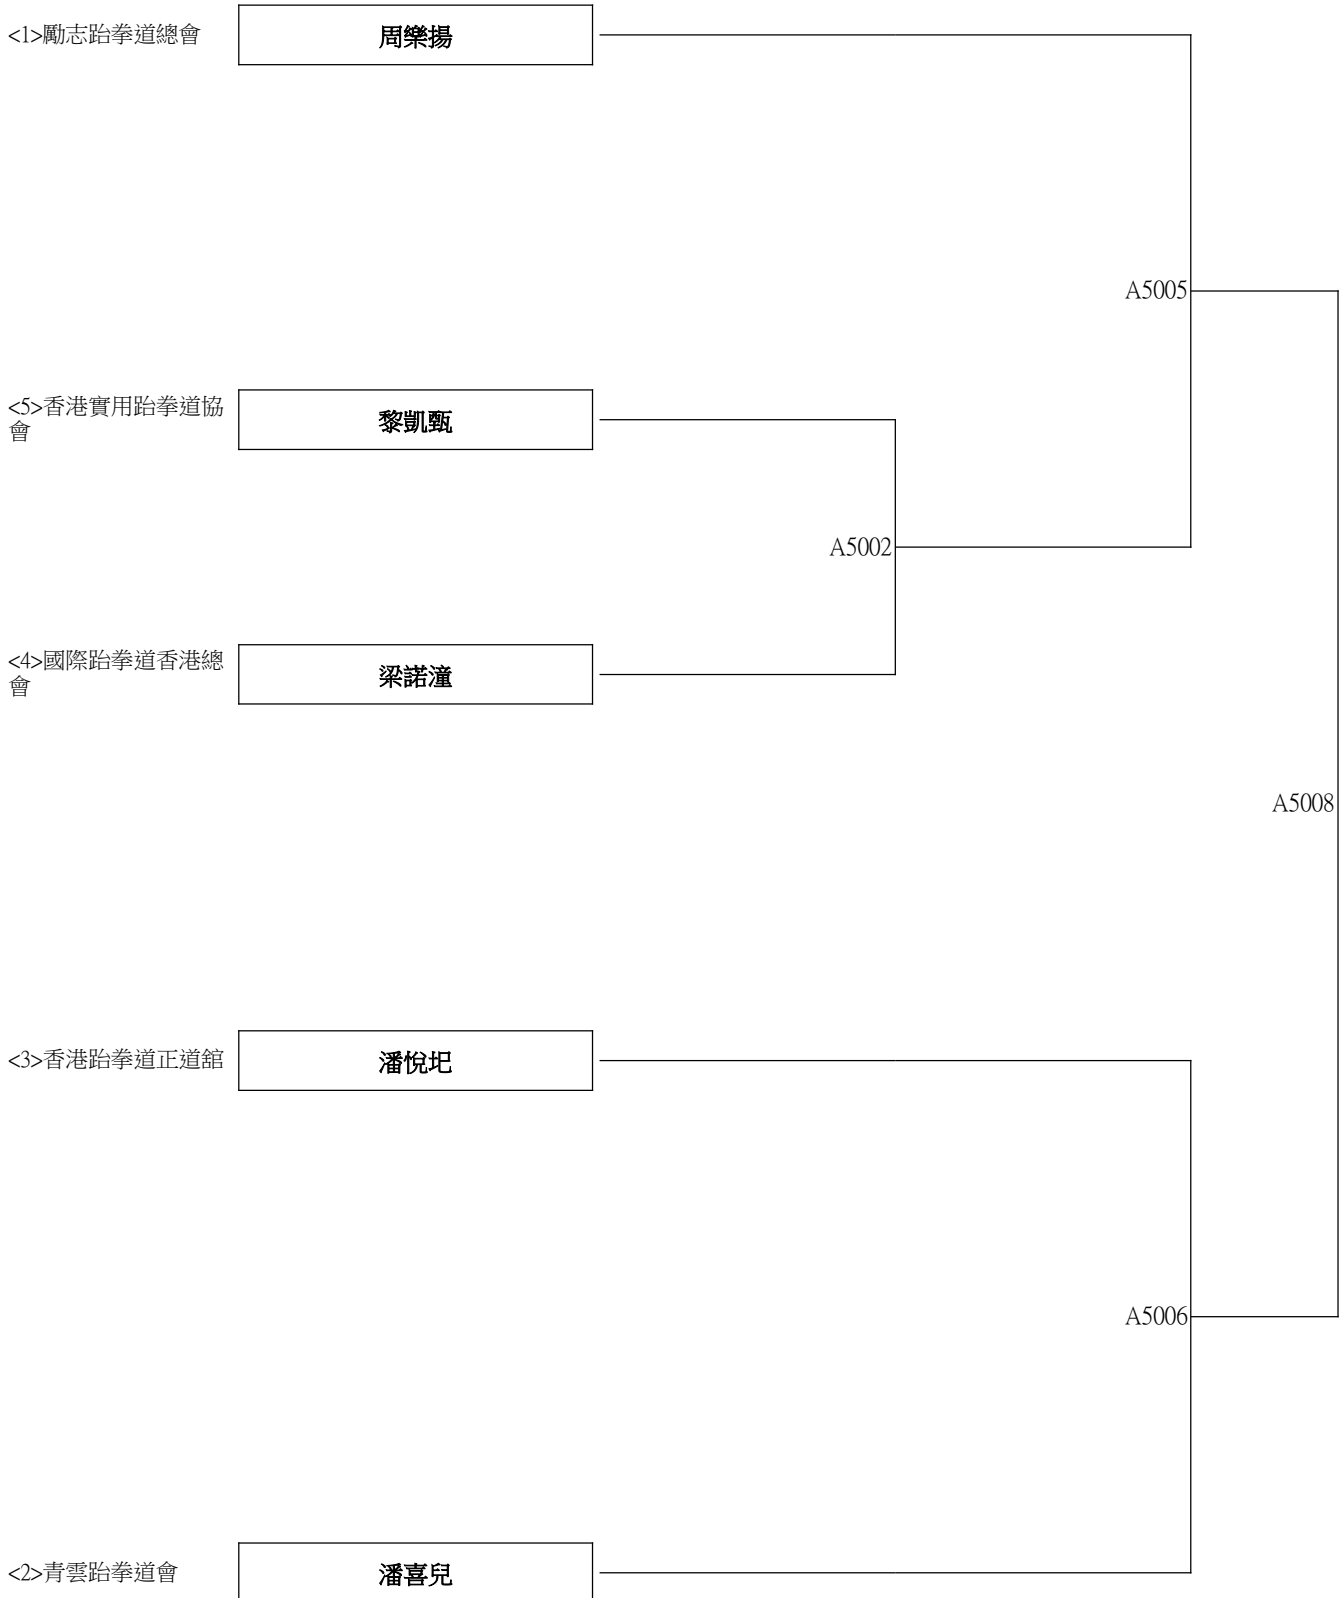 <1>勵志跆拳道總會
周樂揚
A5005
<5>香港實用跆拳道協
會
黎凱甄
A5002
<4>國際跆拳道香港總
會
梁諾潼
A5008
<3>香港跆拳道正道舘
潘悅圯
A5006
<2>青雲跆拳道會
潘喜兒